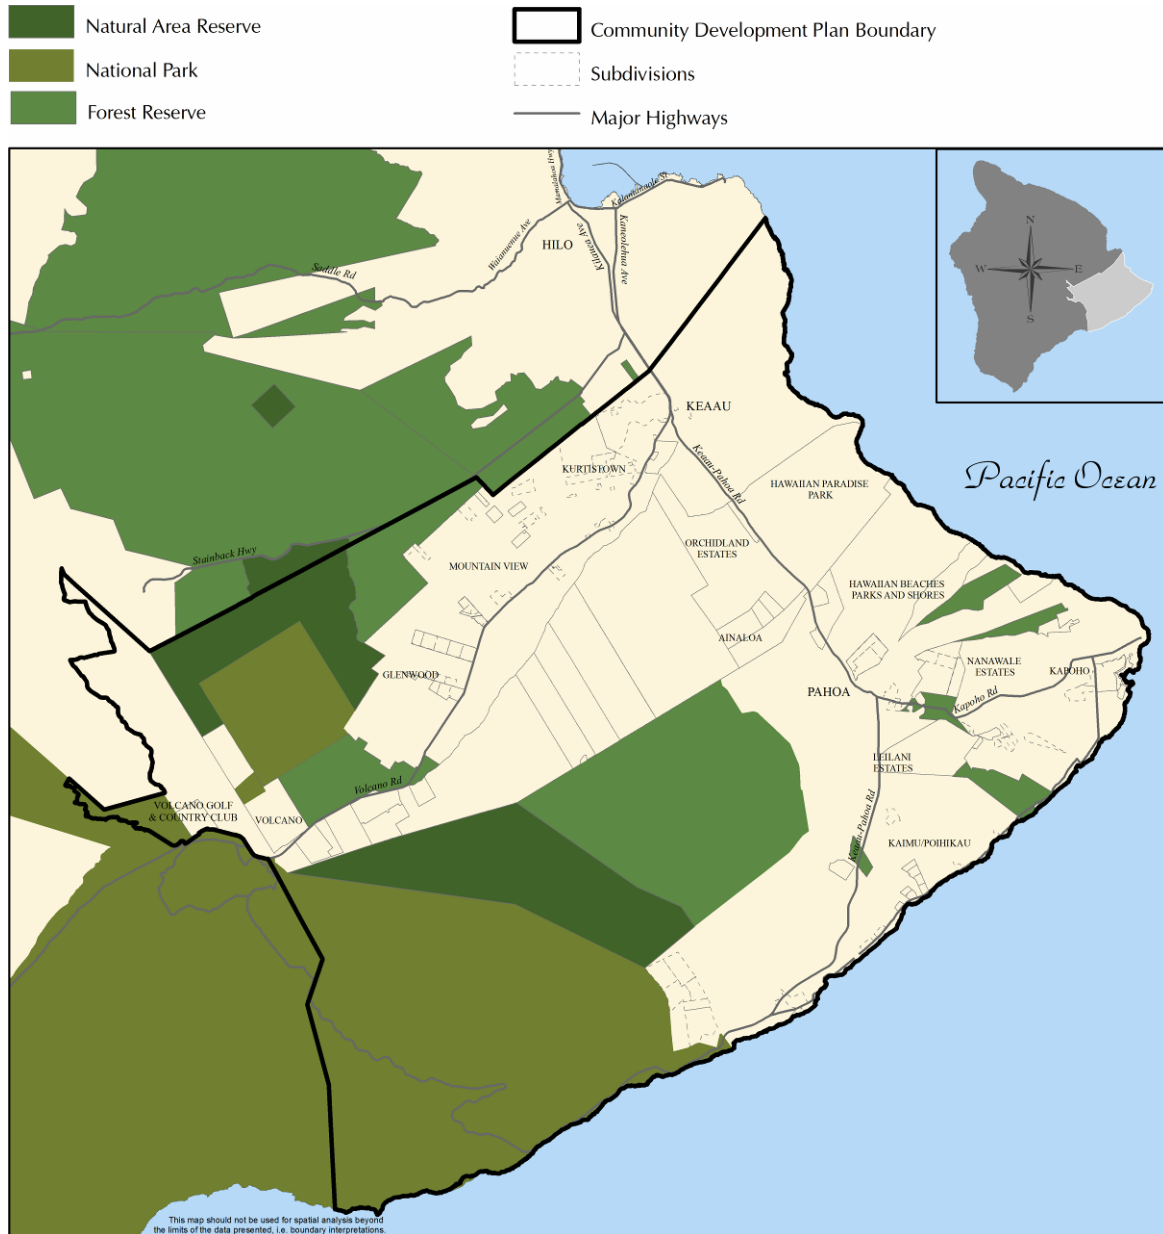 Natural Area Reserve
National Park
Forest Reserve
Community Development Plan Boundary
Subdivisions
Major Highways
Mamalahoa Hwy
Kalanianaole St
Waianuenue Ave
HILO
Kilauea Ave
Kaneolehua Ave
Saddle Rd
N
W
E
S
KEAAU
KURTISTOWN
Keaau-Pahoa Rd
HAWAIIAN PARADISE
PARK
Pacific Ocean
ORCHIDLAND
ESTATES
Stainback Hwy
MOUNTAIN VIEW
HAWAIIAN BEACHES
PARKS AND SHORES
AINALOA
GLENWOOD
NANAWALE
ESTATES
KAPOHO
PAHOA
Kapoho Rd
LEILANI
ESTATES
Volcano Rd
VOLCANO GOLF
& COUNTRY CLUB
VOLCANO
Keaau-Pahoa Rd
KAIMU/POIHIKAU
This map should not be used for spatial analysis beyond
the limits of the data presented, i.e. boundary interpretations.